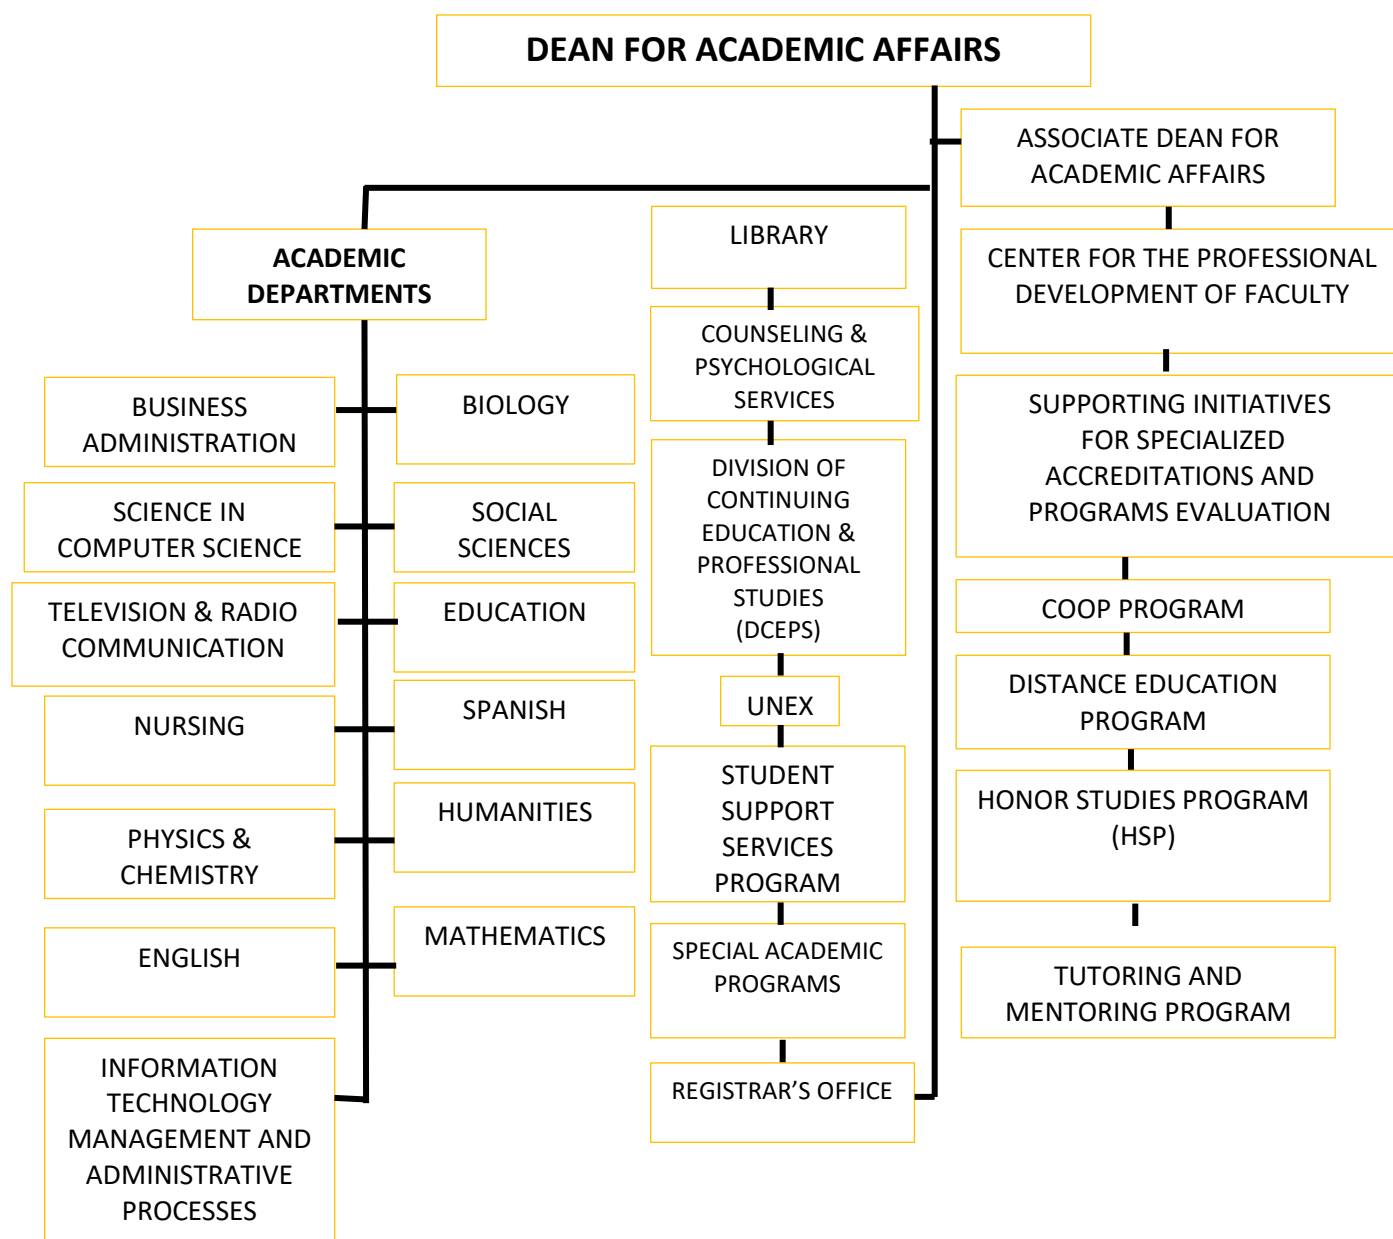 DEAN FOR ACADEMIC AFFAIRS
ACADEMIC
DEPARTMENTS
BUSINESS
ADMINISTRATION
BIOLOGY
SCIENCE IN
COMPUTER SCIENCE
SOCIAL
SCIENCES
TELEVISION & RADIO
COMMUNICATION
EDUCATION
NURSING
SPANISH
PHYSICS &
CHEMISTRY
HUMANITIES
ENGLISH
MATHEMATICS
INFORMATION
TECHNOLOGY
MANAGEMENT AND
ADMINISTRATIVE
PROCESSES
LIBRARY
COUNSELING &
PSYCHOLOGICAL
SERVICES
DIVISION OF
CONTINUING
EDUCATION &
PROFESSIONAL
STUDIES
(DCEPS)
UNEX
STUDENT
SUPPORT
SERVICES
PROGRAM
SPECIAL ACADEMIC
PROGRAMS
REGISTRAR’S OFFICE
ASSOCIATE DEAN FOR
ACADEMIC AFFAIRS
CENTER FOR THE PROFESSIONAL
DEVELOPMENT OF FACULTY
SUPPORTING INITIATIVES
FOR SPECIALIZED
ACCREDITATIONS AND
PROGRAMS EVALUATION
COOP PROGRAM
DISTANCE EDUCATION
PROGRAM
HONOR STUDIES PROGRAM
(HSP)
TUTORING AND
MENTORING PROGRAM